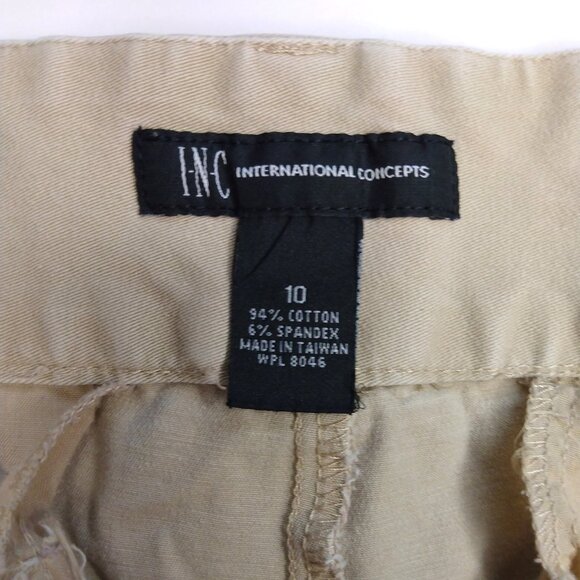 I·N·C INTERNATIONAL CONCEPTS
10
94% COTTON
6% SPANDEX
MADE IN TAIWAN
WPL 8046